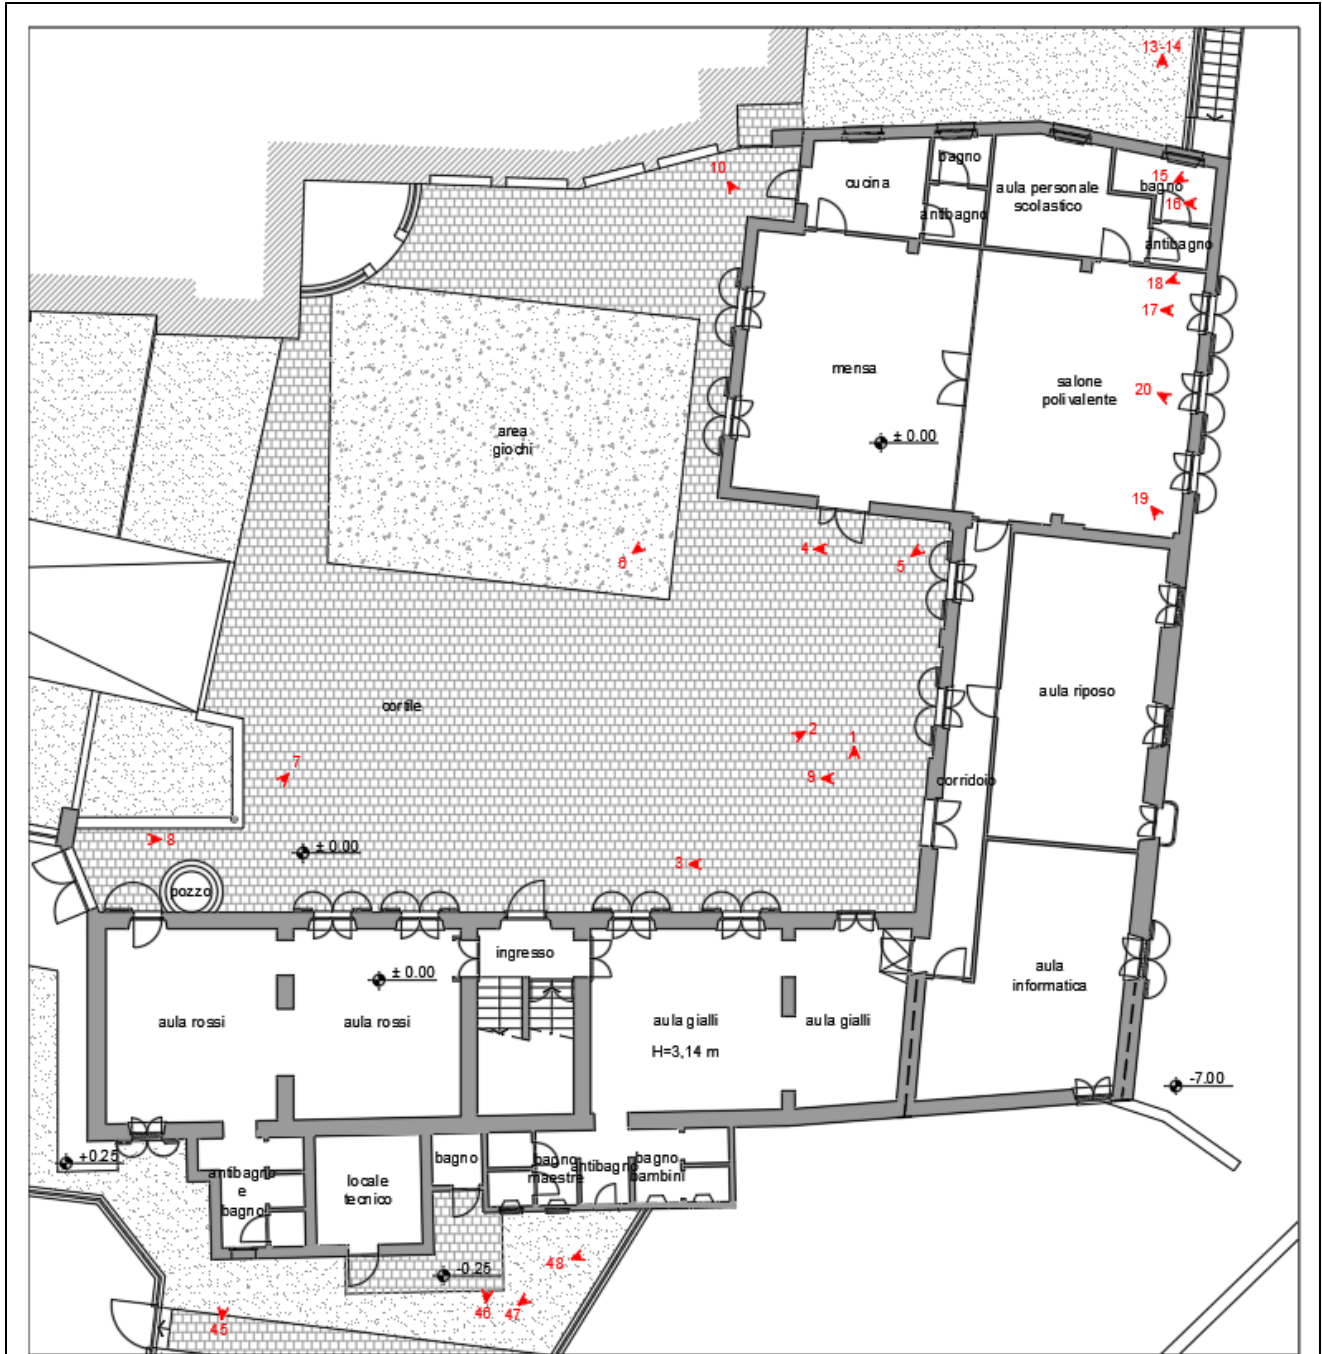 13-14
10
cucina
bagno
antibagno
aula personale
scolastico
15
bagno
16
antibagno
18
17
mensa
salone
polivalente
20
± 0.00
area
giochi
19
6
4
5
aula riposo
cortile
2
1
7
9
corridoio
8
± 0.00
3
pozzo
ingresso
± 0.00
aula
informatica
aula rossi
aula rossi
aula gialli
aula gialli
H=3,14 m
-7.00
+0.25
antibagno
e
bagno
locale
tecnico
bagno
bagno
maestre
antibagno
bagno
bambini
48
-0.25
45
46
47